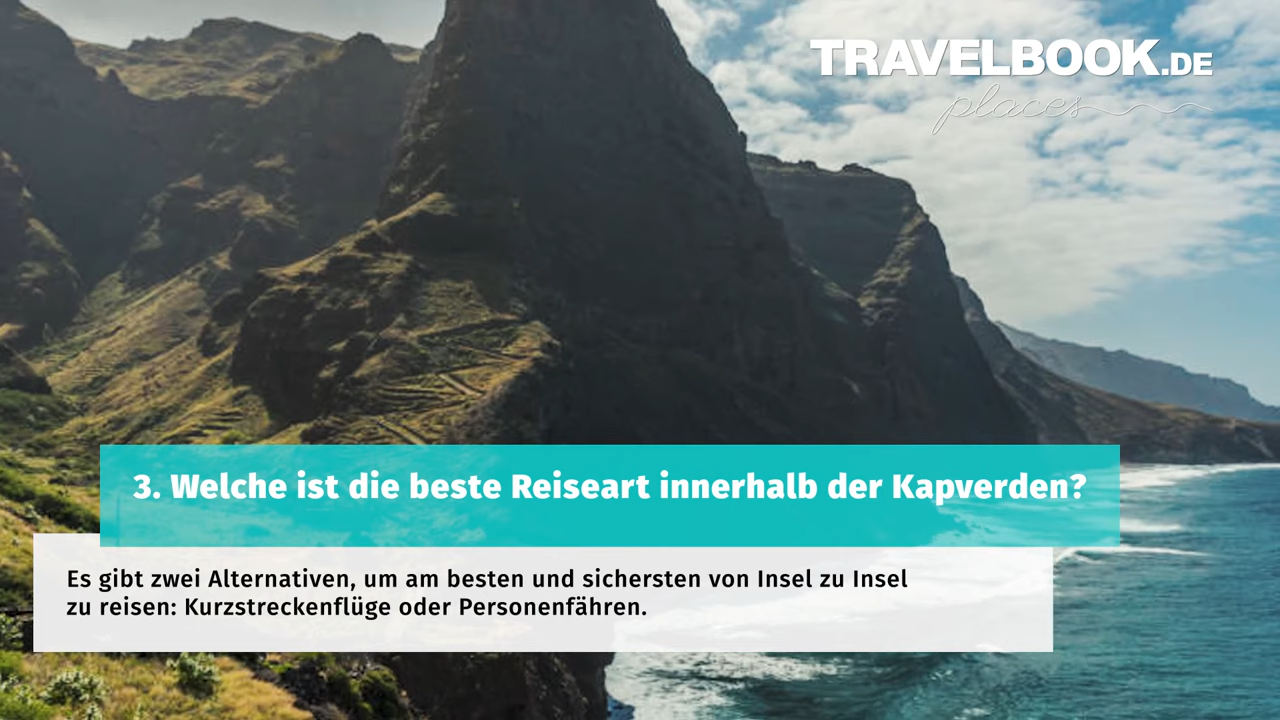 TRAVELBOOK.DE
places
3. Welche ist die beste Reiseart innerhalb der Kapverden?
Es gibt zwei Alternativen, um am besten und sichersten von Insel zu Insel
zu reisen: Kurzstreckenflüge oder Personenfähren.